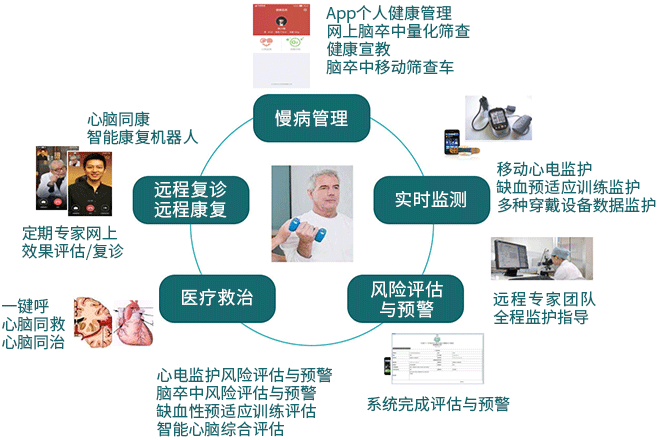 App个人健康管理
网上脑卒中量化筛查
健康宣教
脑卒中移动筛查车
慢病管理
心脑同康
智能康复机器人
远程复诊
远程康复
实时监测
移动心电监护
缺血预适应训练监护
多种穿戴设备数据监护
定期专家网上
效果评估/复诊
医疗救治
风险评估
与预警
远程专家团队
全程监护指导
一键呼
心脑同救
心脑同治
心电监护风险评估与预警
脑卒中风险评估与预警
缺血性预适应训练评估
智能心脑综合评估
系统完成评估与预警